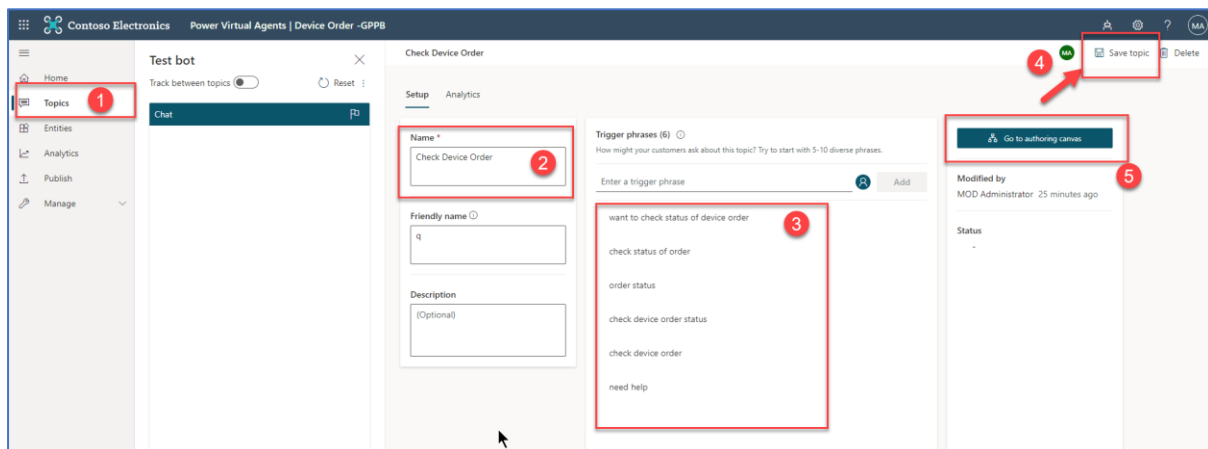 Contoso Electronics Power Virtual Agents | Device Order -GPPB
? MA
Home
Topics
Entities
Analytics
Publish
Manage
1
Test bot
Track between topics
Reset
Chat
Check Device Order
MA
4
Save topic
Delete
Setup Analytics
Name *
Check Device Order
2
Friendly name
q
Description
(Optional)
Trigger phrases (6)
How might your customers ask about this topic? Try to start with 5-10 diverse phrases.
Enter a trigger phrase
Add
want to check status of device order
3
check status of order
order status
check device order status
check device order
need help
Go to authoring canvas
5
Modified by
MOD Administrator 25 minutes ago
Status
-